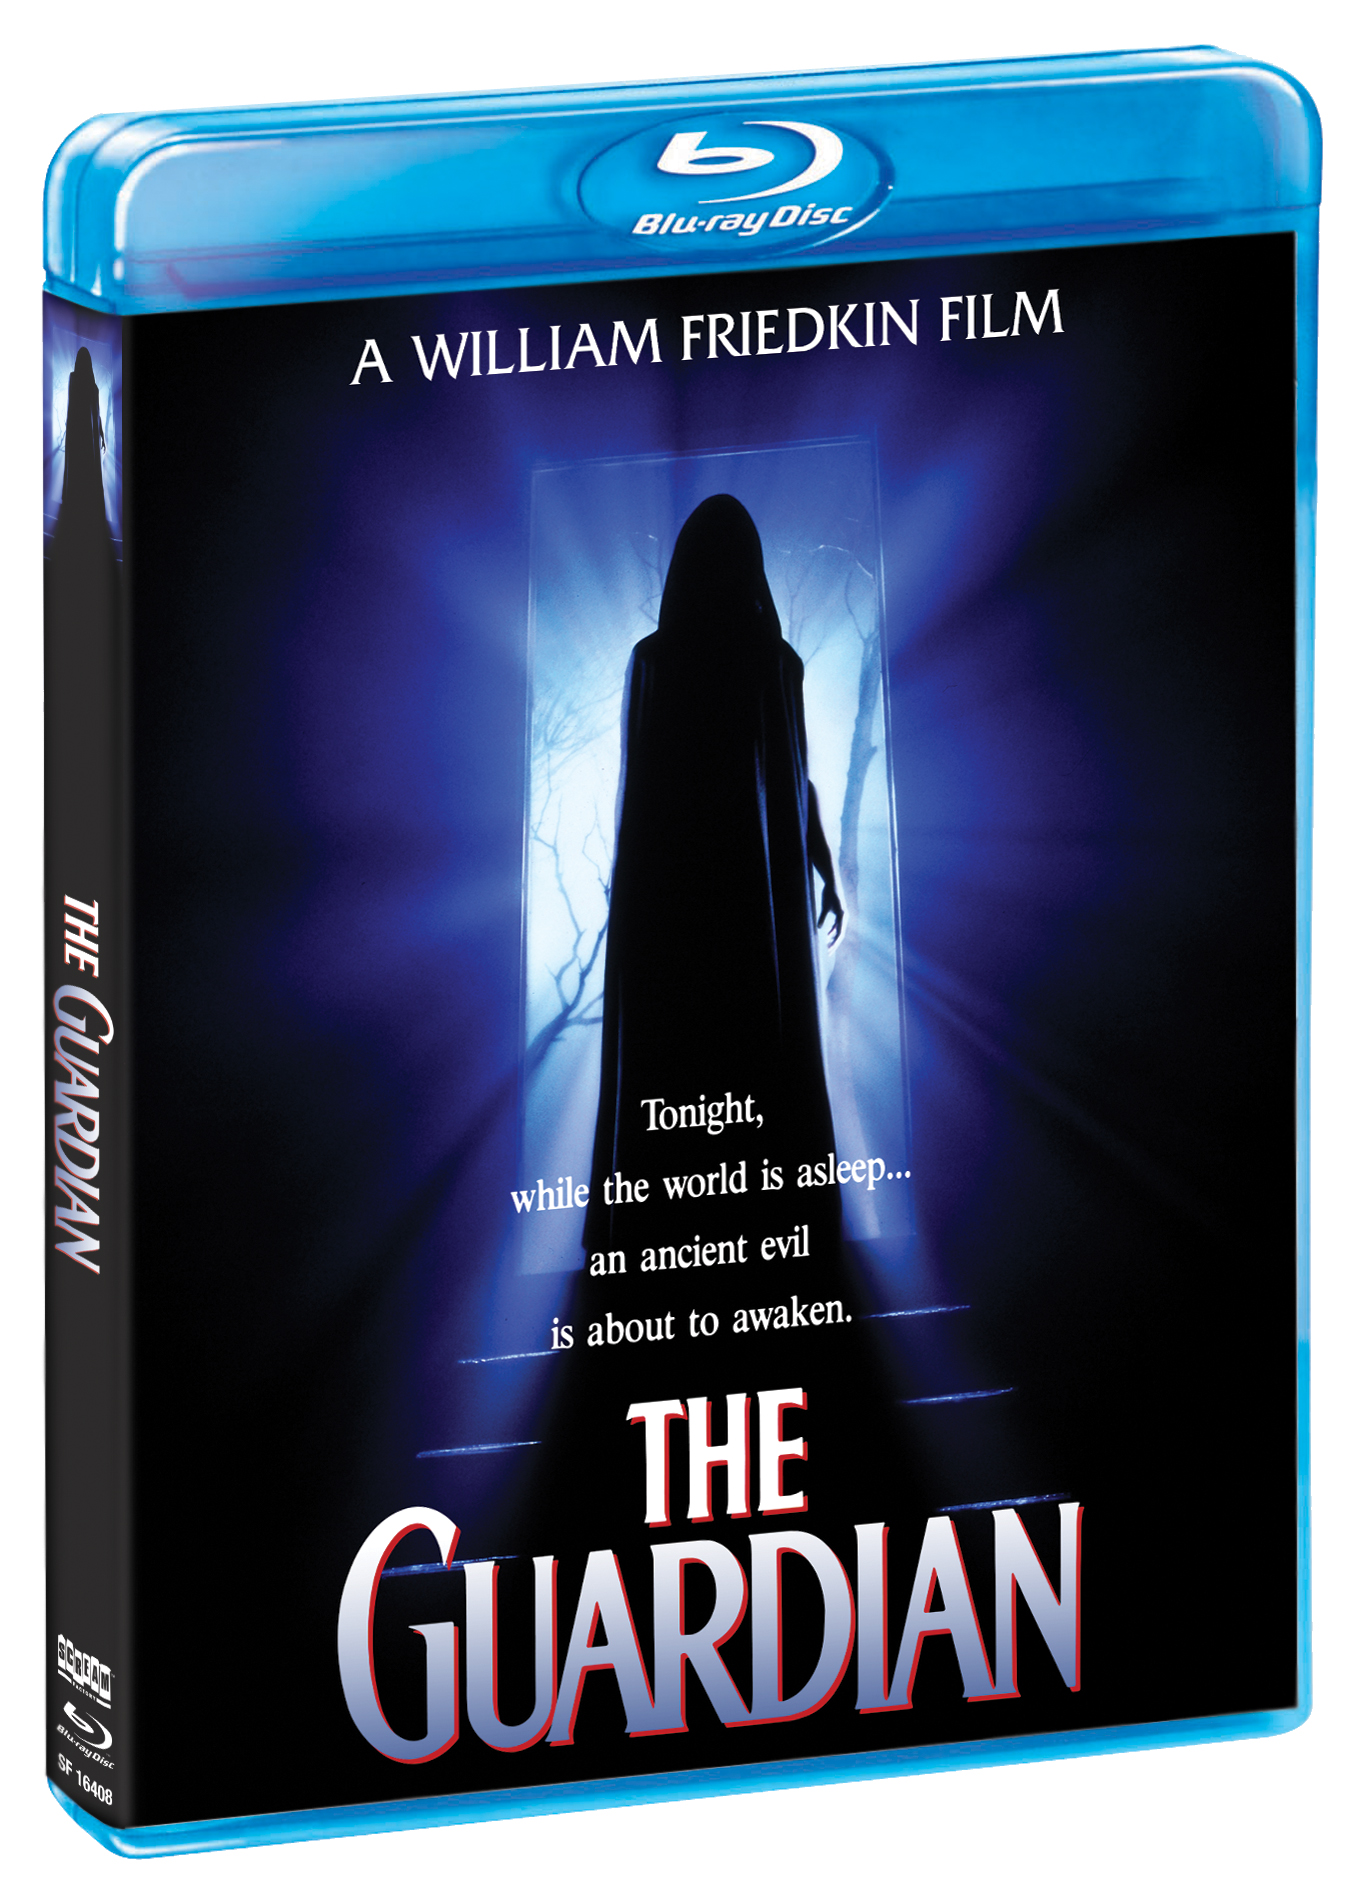 Blu-ray Disc
A WILLIAM FRIEDKIN FILM
Tonight,
while the world is asleep...
an ancient evil
is about to awaken.
THE
GUARDIAN
THE GUARDIAN
SCREAM
FACTORY
Blu-ray Disc
SF 16408